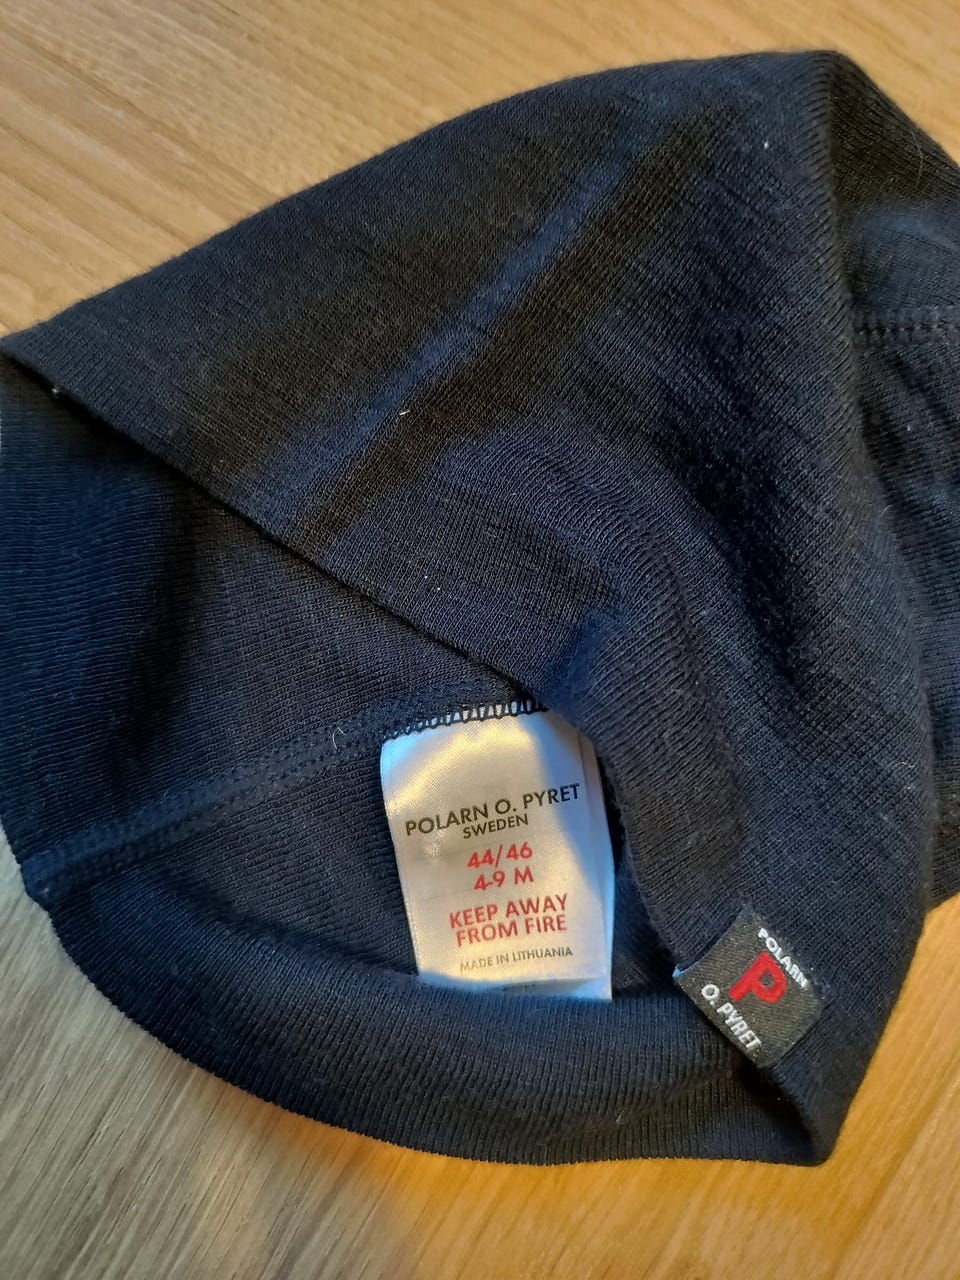 POLARN O. PYRET
SWEDEN
44/46
4-9 M
KEEP AWAY
FROM FIRE
MADE IN LITHUANIA
POLARN
P
O. PYRET